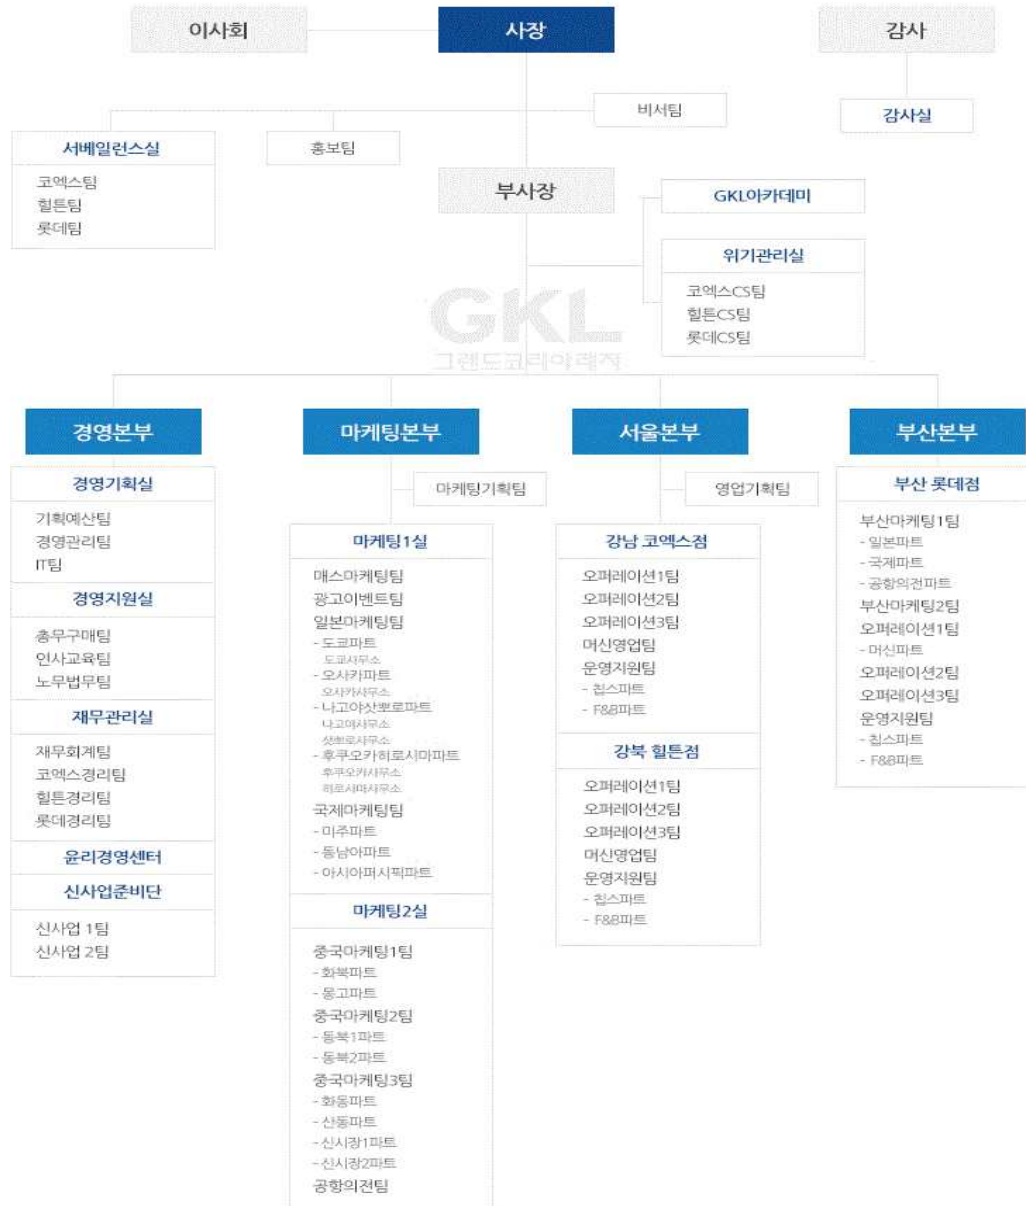 이사회
사장
감사
비서팀
감사실
서베일런스실
홍보팀
코엑스팀
힐튼팀
롯데팀
부사장
GKL아카데미
위기관리실
코엑스CS팀
힐튼CS팀
롯데CS팀
GKL
그랜드코리아레저
경영본부
경영기획실
기획예산팀
경영관리팀
IT팀
경영지원실
총무구매팀
인사교육팀
노무법무팀
재무관리실
재무회계팀
코엑스경리팀
힐튼경리팀
롯데경리팀
윤리경영센터
신사업준비단
신사업 1팀
신사업 2팀
마케팅본부
마케팅기획팀
마케팅1실
매스마케팅팀
광고이벤트팀
일본마케팅팀
- 도쿄파트
도쿄사무소
- 오사카파트
오사카사무소
- 나고야삿뽀로파트
나고야사무소
삿뽀로사무소
- 후쿠오카히로시마파트
후쿠오카사무소
히로시마사무소
국제마케팅팀
- 미주파트
- 동남아파트
- 아시아퍼시픽파트
마케팅2실
중국마케팅1팀
- 화북파트
- 몽고파트
중국마케팅2팀
- 동북1파트
- 동북2파트
중국마케팅3팀
- 화동파트
- 산동파트
- 신시장1파트
- 신시장2파트
공항의전팀
서울본부
영업기획팀
강남 코엑스점
오퍼레이션1팀
오퍼레이션2팀
오퍼레이션3팀
머신영업팀
운영지원팀
- 칩스파트
- F&B파트
강북 힐튼점
오퍼레이션1팀
오퍼레이션2팀
오퍼레이션3팀
머신영업팀
운영지원팀
- 칩스파트
- F&B파트
부산본부
부산 롯데점
부산마케팅1팀
- 일본파트
- 국제파트
- 공항의전파트
부산마케팅2팀
오퍼레이션1팀
- 머신파트
오퍼레이션2팀
오퍼레이션3팀
운영지원팀
- 칩스파트
- F&B파트